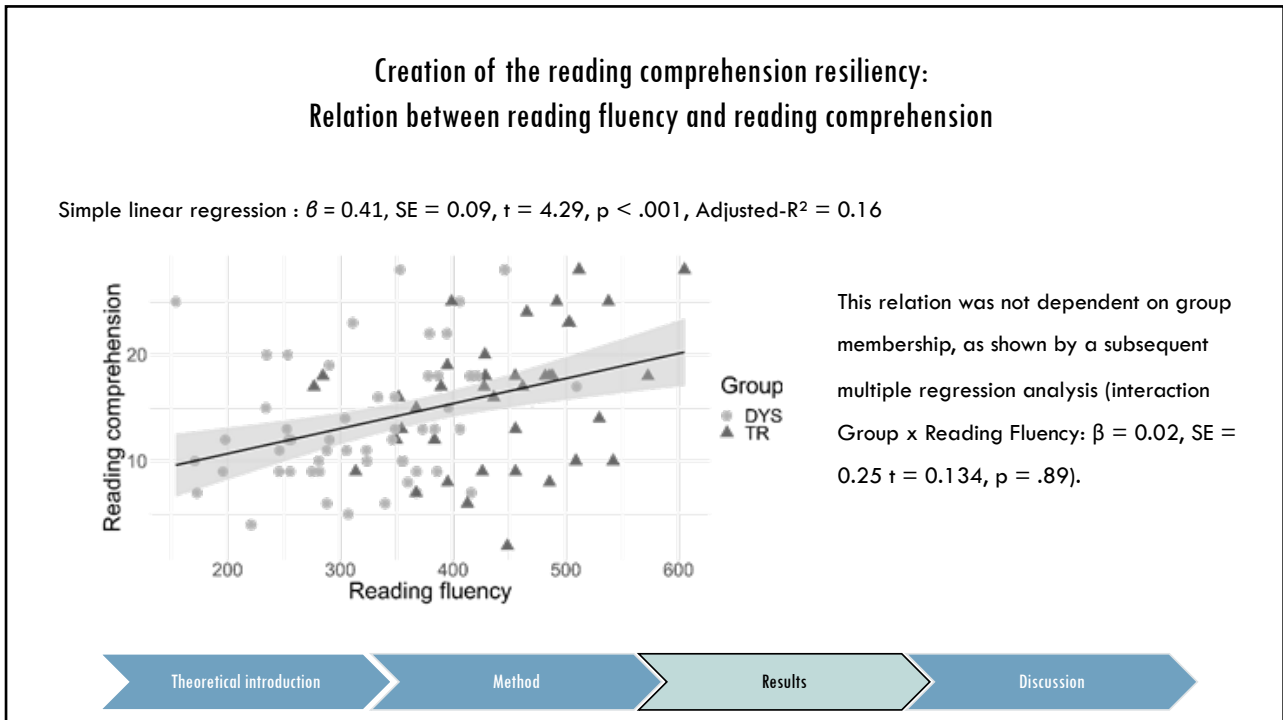 Creation of the reading comprehension resiliency:
Relation between reading fluency and reading comprehension
Simple linear regression : β = 0.41, SE = 0.09, t = 4.29, p < .001, Adjusted-R² = 0.16
Reading comprehension
20
10
200 300 400 500 600
Reading fluency
Group
DYS
TR
This relation was not dependent on group
membership, as shown by a subsequent
multiple regression analysis (interaction
Group x Reading Fluency: β = 0.02, SE =
0.25 t = 0.134, p = .89).
Theoretical introduction Method Results Discussion